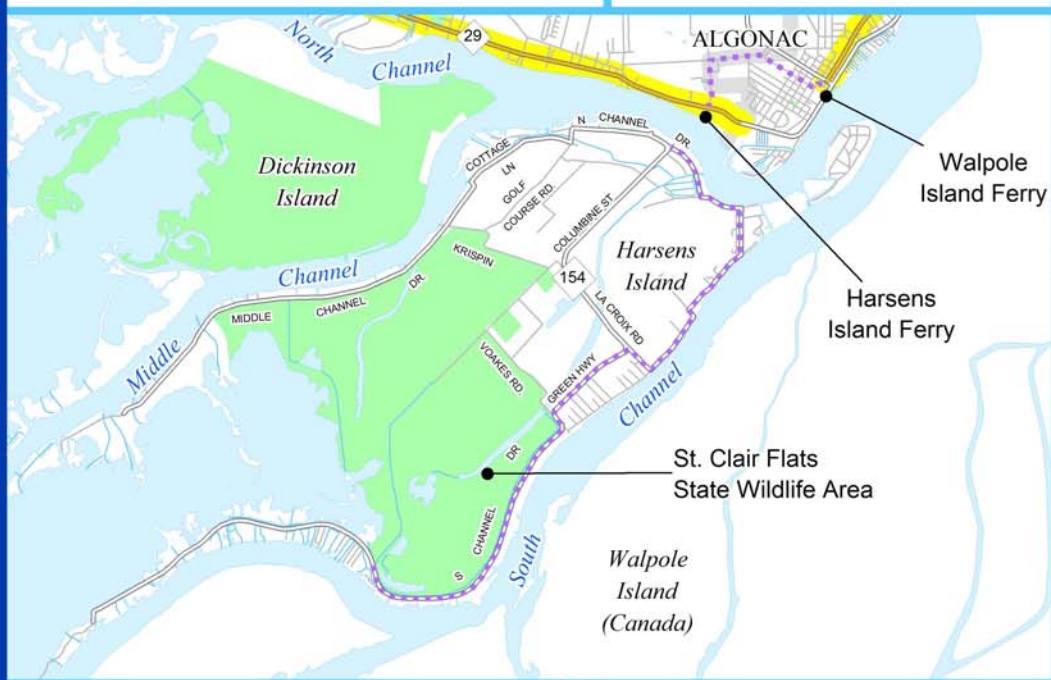 North
Channel
29
ALGONAC
Walpole
Island Ferry
Harsens
Island Ferry
Dickinson
Island
COTTAGE
LN
N
CHANNEL
DR.
GOLF
COURSE RD.
COLUMBINE ST
Harsens
Island
KRISPIN
154
LA CROIX RD
Channel
DR.
CHANNEL
MIDDLE
Middle
VOAKES RD.
GREEN HWY
Channel
St. Clair Flats
State Wildlife Area
DR
CHANNEL
S
South
Walpole
Island
(Canada)